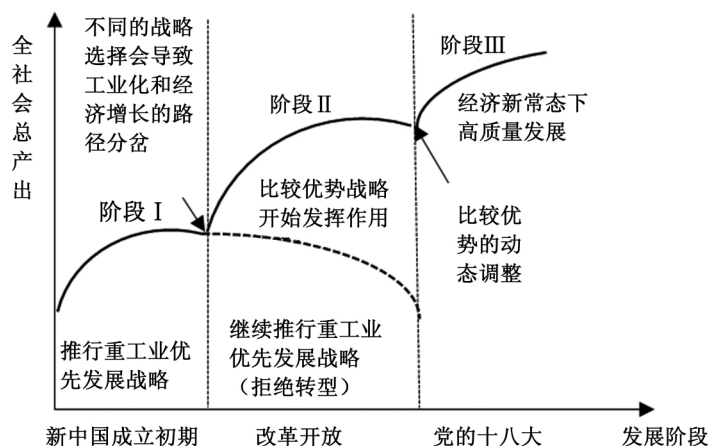 全
社
会
总
产
出
不同的战略
选择会导致
工业化和经
济增长的路
径分岔
阶段Ⅰ
推行重工业优
先发展战略
阶段Ⅱ
比较优势战略
开始发挥作用
继续推行重工业
优先发展战略
（拒绝转型）
阶段Ⅲ
经济新常态下
高质量发展
比较优
势的动
态调整
新中国成立初期
改革开放
党的十八大
发展阶段